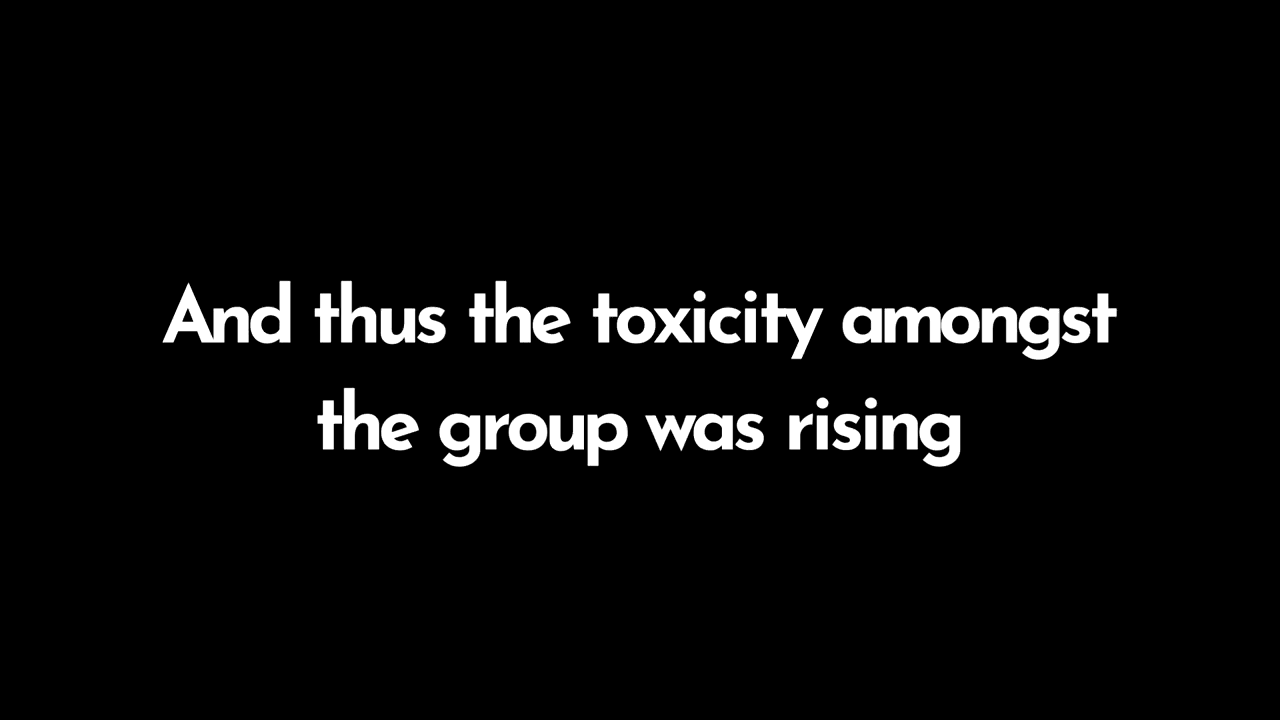 And thus the toxicity amongst
the group was rising